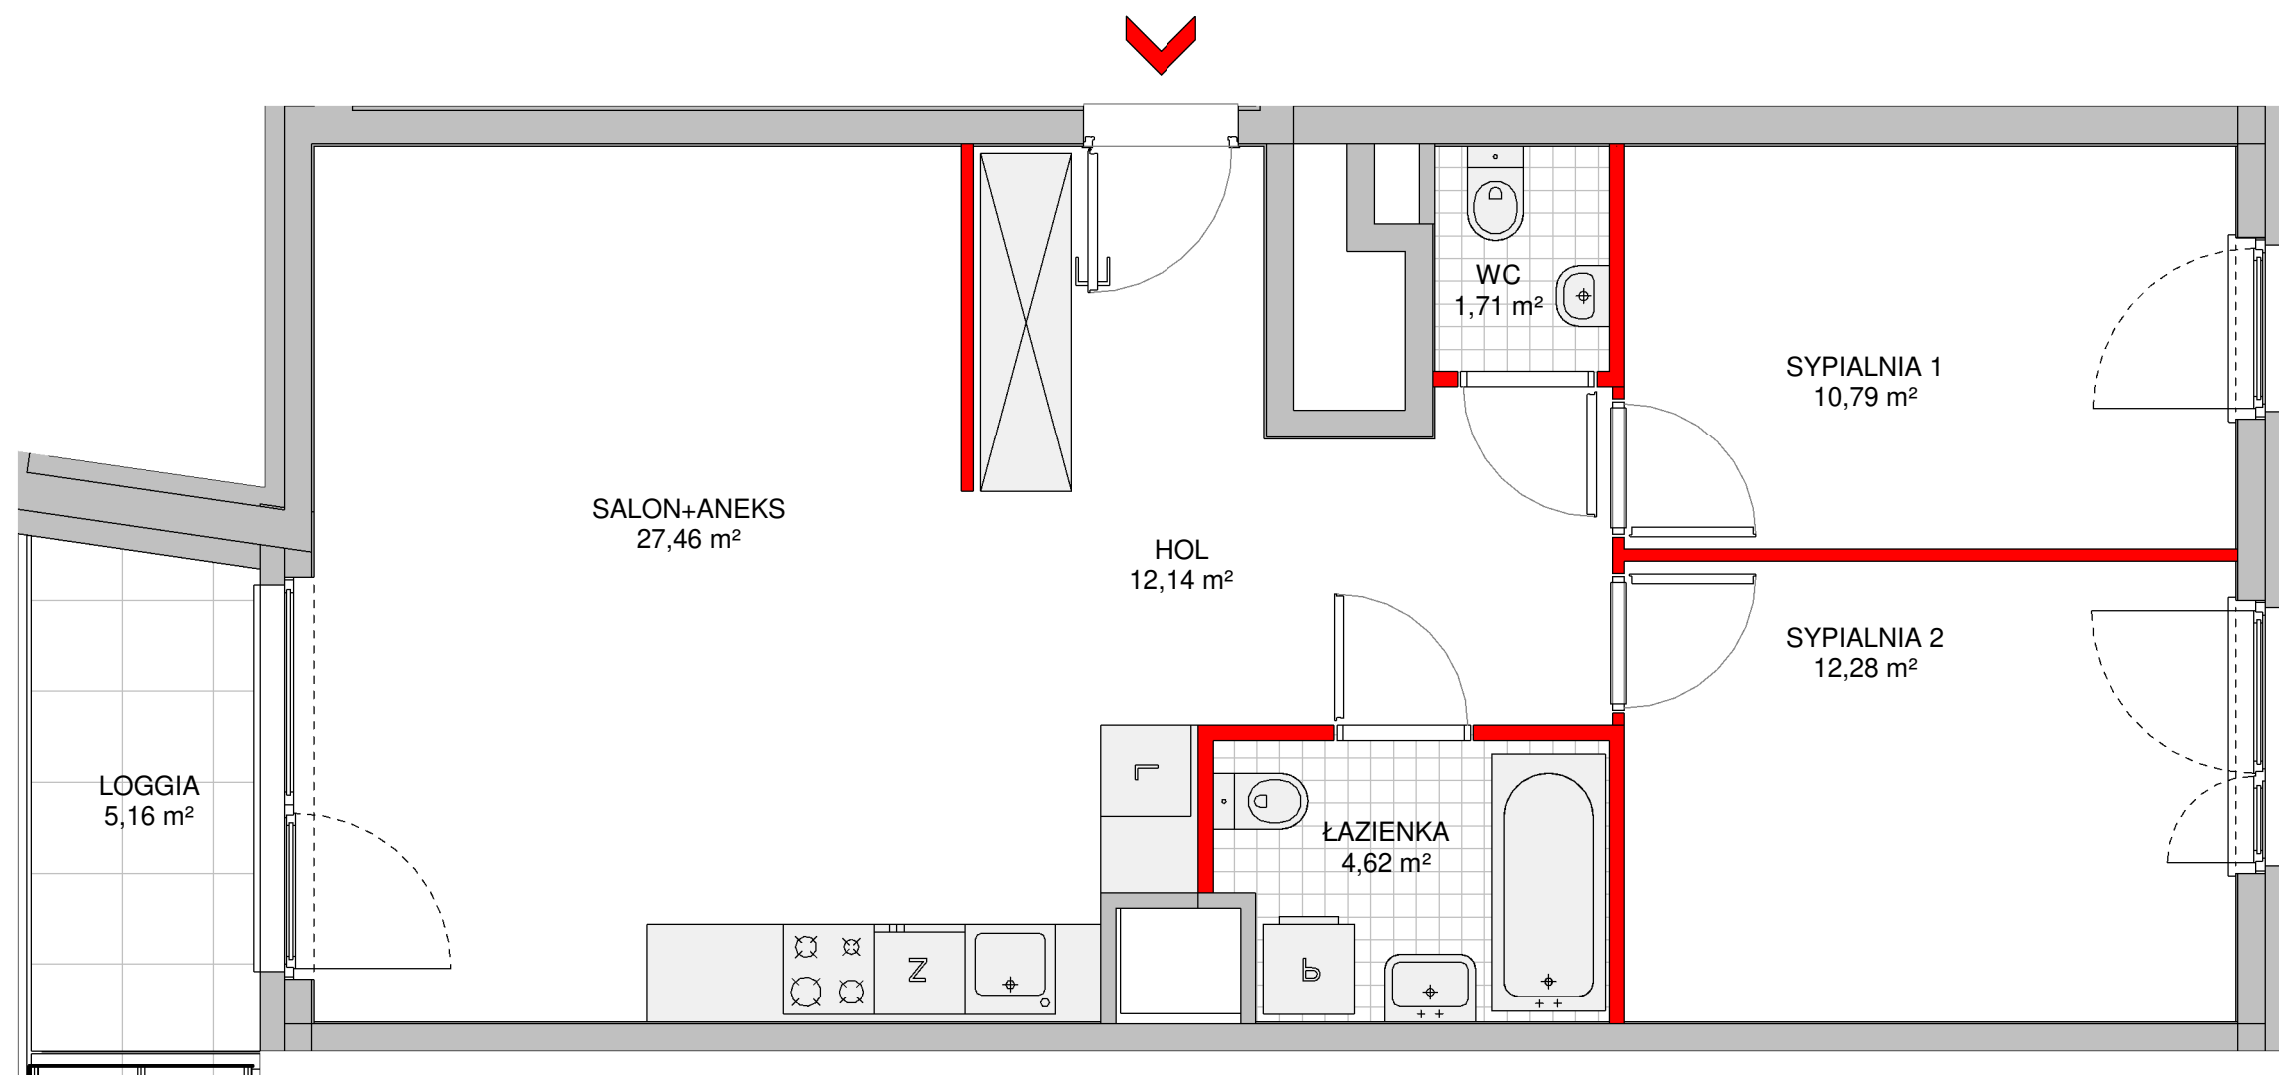 WC
1,71 m²
SYPIALNIA 1
10,79 m²
SALON+ANEKS
27,46 m²
HOL
12,14 m²
SYPIALNIA 2
12,28 m²
LOGGIA
5,16 m²
L
ŁAZIENKA
4,62 m²
Z
P